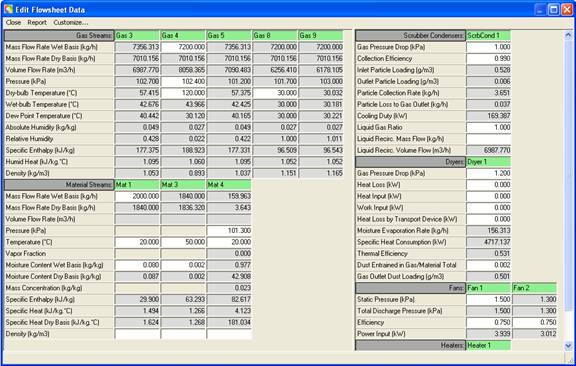 Edit Flowsheet Data
Close Report Customize...
Gas Streams: Gas 3 Gas 4 Gas 5 Gas 8 Gas 9
Mass Flow Rate Wet Basis (kg/h) 7356.313 7200.000 7356.313 7200.000 7200.000
Mass Flow Rate Dry Basis (kg/h) 7010.156 7010.156 7010.156 7010.156 7010.156
Volume Flow Rate (m3/h) 6987.770 8058.365 7090.483 6256.410 6178.105
Pressure (kPa) 102.700 102.400 101.200 101.700 103.000
Dry-bulb Temperature (°C) 57.415 120.000 57.375 30.000 30.032
Wet-bulb Temperature (°C) 42.676 43.966 42.425 30.000 30.181
Dew Point Temperature (°C) 40.442 30.120 40.165 30.000 30.221
Absolute Humidity (kg/kg) 0.049 0.027 0.049 0.027 0.027
Relative Humidity 0.428 0.022 0.422 1.000 1.011
Specific Enthalpy (kJ/kg) 177.375 188.923 177.331 96.509 96.543
Humid Heat (kJ/kg.°C) 1.095 1.060 1.095 1.052 1.052
Density (kg/m3) 1.053 0.893 1.037 1.151 1.165
Material Streams: Mat 1 Mat 3 Mat 4
Mass Flow Rate Wet Basis (kg/h) 2000.000 1840.000 159.963
Mass Flow Rate Dry Basis (kg/h) 1840.000 1836.320 3.643
Volume Flow Rate (m3/h)
Pressure (kPa) 101.300
Temperature (°C) 20.000 50.000 20.000
Vapor Fraction 0.000
Moisture Content Wet Basis (kg/kg) 0.080 0.002 0.977
Moisture Content Dry Basis (kg/kg) 0.087 0.002 42.908
Mass Concentration (kg/kg) 0.023
Specific Enthalpy (kJ/kg) 29.900 63.293 82.617
Specific Heat (kJ/kg.°C) 1.494 1.266 4.123
Specific Heat Dry Basis (kJ/kg.°C) 1.624 1.268 181.034
Density (kg/m3)
Scrubber Condensers: ScrbCond 1
Gas Pressure Drop (kPa) 1.000
Collection Efficiency 0.990
Inlet Particle Loading (g/m3) 0.528
Outlet Particle Loading (g/m3) 0.006
Particle Collection Rate (kg/h) 3.651
Particle Loss to Gas Outlet (kg/h) 0.037
Cooling Duty (kW) 169.387
Liquid Gas Ratio 1.000
Liquid Recirc. Mass Flow (kg/h)
Liquid Recirc. Volume Flow (m3/h) 6987.770
Dryers: Dryer 1
Gas Pressure Drop (kPa) 1.200
Heat Loss (kW) 0.000
Heat Input (kW) 0.000
Work Input (kW) 0.000
Heat Loss by Transport Device (kW) 0.000
Moisture Evaporation Rate (kg/h) 156.313
Specific Heat Consumption (kW) 4717.137
Thermal Efficiency 0.531
Dust Entrained in Gas/Material Total 0.002
Gas Outlet Dust Loading (g/m3) 0.501
Fans: Fan 1 Fan 2
Static Pressure (kPa) 1.500 1.300
Total Discharge Pressure (kPa) 1.500 1.300
Efficiency 0.750 0.750
Power Input (kW) 3.939 3.012
Heaters: Heater 1